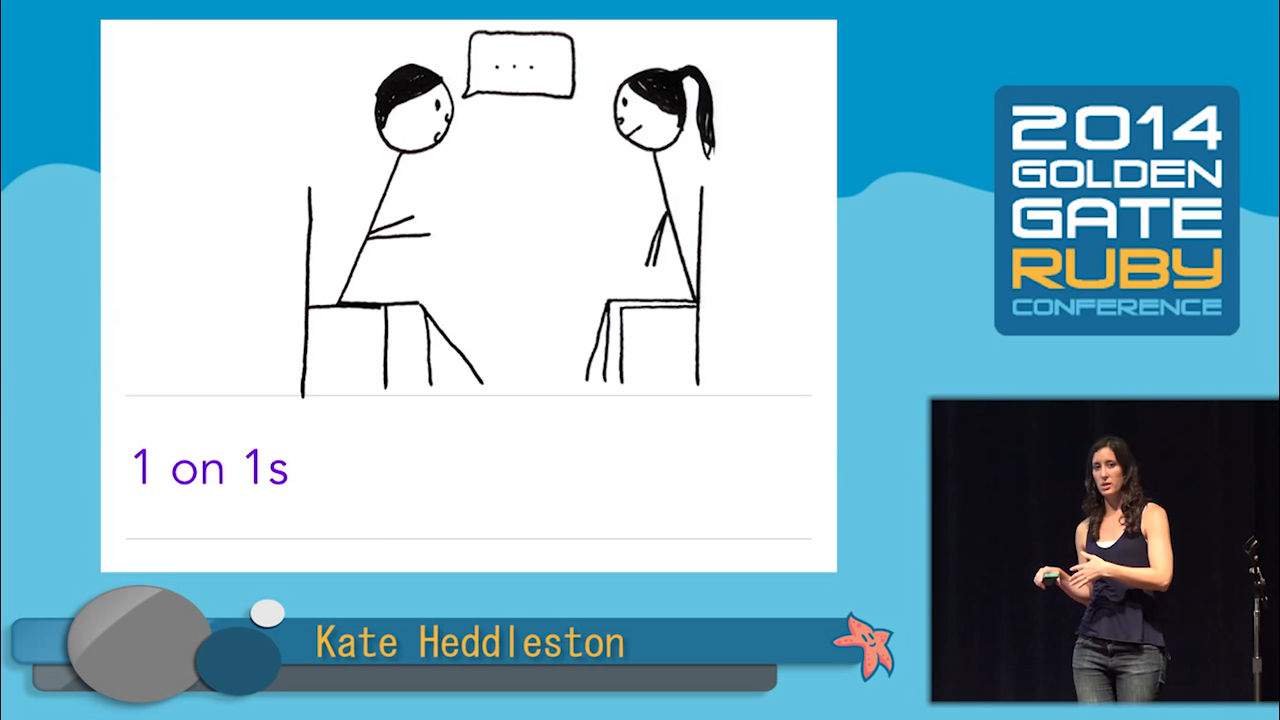 ...
1 on 1s
2014
GOLDEN
GATE
RUBY
CONFERENCE
Kate Heddleston